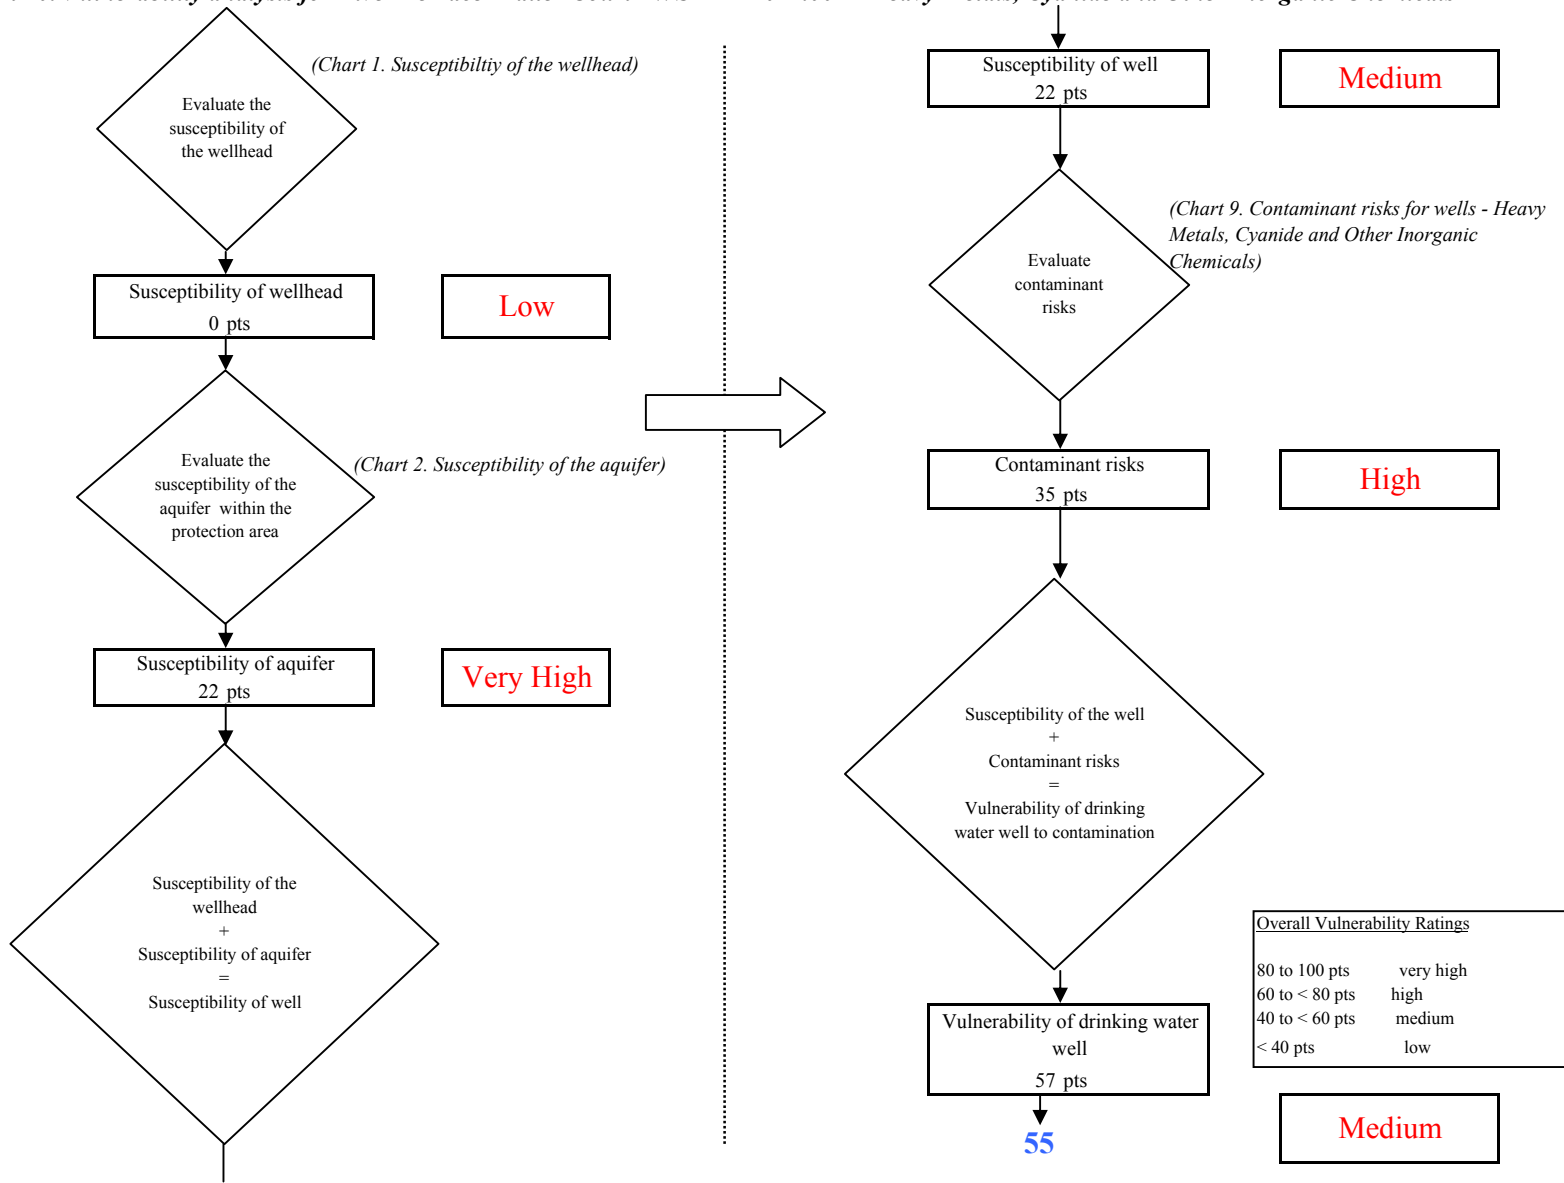 (Chart 1. Susceptibiltiy of the wellhead)
Evaluate the
susceptibility of
the wellhead
Susceptibility of wellhead
0 pts
Low
Evaluate the
susceptibility of the
aquifer within the
protection area
(Chart 2. Susceptibility of the aquifer)
Susceptibility of aquifer
22 pts
Very High
Susceptibility of the
wellhead
+
Susceptibility of aquifer
=
Susceptibility of well
Susceptibility of well
22 pts
Medium
(Chart 9. Contaminant risks for wells - Heavy
Metals, Cyanide and Other Inorganic
Chemicals)
Evaluate
contaminant
risks
Contaminant risks
35 pts
High
Susceptibility of the well
+
Contaminant risks
=
Vulnerability of drinking
water well to contamination
Overall Vulnerability Ratings
80 to 100 pts very high
60 to < 80 pts high
40 to < 60 pts medium
< 40 pts low
Vulnerability of drinking water
well
57 pts
55
Medium